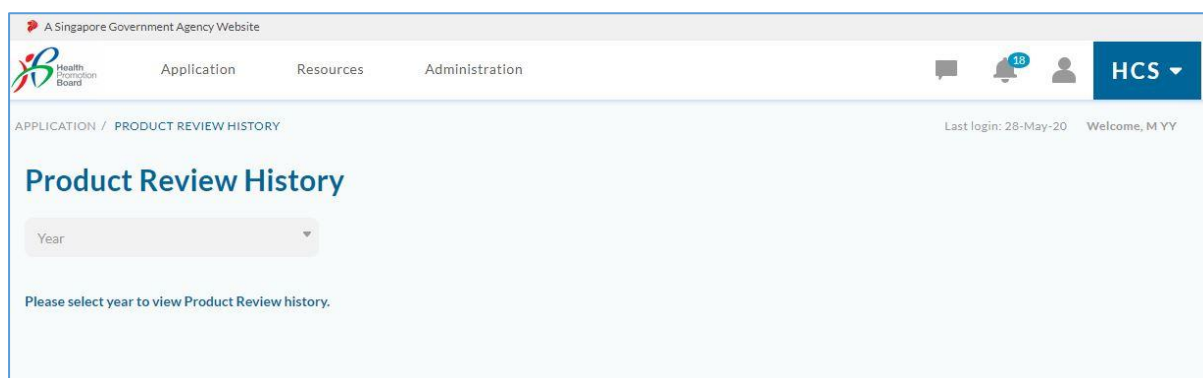 A Singapore Government Agency Website
Health
Promotion
Board
Application Resources Administration 18 HCS
APPLICATION / PRODUCT REVIEW HISTORY Last login: 28-May-20 Welcome, M YY
Product Review History
Year
Please select year to view Product Review history.